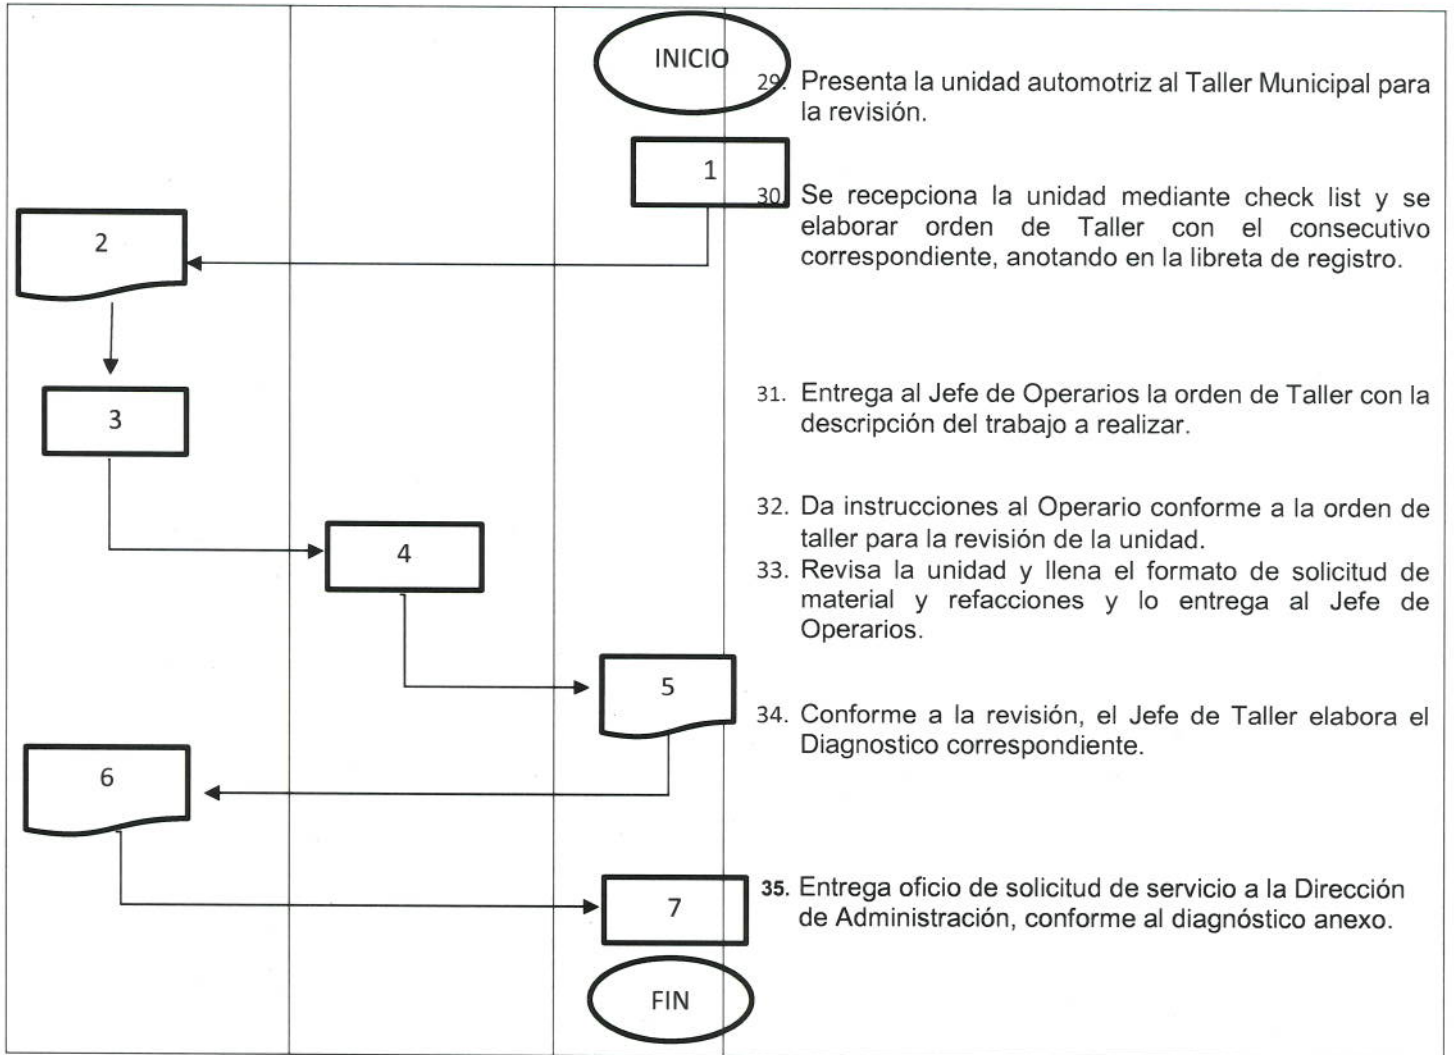 INICIO
29. Presenta la unidad automotriz al Taller Municipal para
la revisión.
1
30. Se recepciona la unidad mediante check list y se
elaborar orden de Taller con el consecutivo
correspondiente, anotando en la libreta de registro.
2
3
31. Entrega al Jefe de Operarios la orden de Taller con la
descripción del trabajo a realizar.
4
32. Da instrucciones al Operario conforme a la orden de
taller para la revisión de la unidad.
33. Revisa la unidad y llena el formato de solicitud de
material y refacciones y lo entrega al Jefe de
Operarios.
5
34. Conforme a la revisión, el Jefe de Taller elabora el
Diagnostico correspondiente.
6
7
35. Entrega oficio de solicitud de servicio a la Dirección
de Administración, conforme al diagnóstico anexo.
FIN